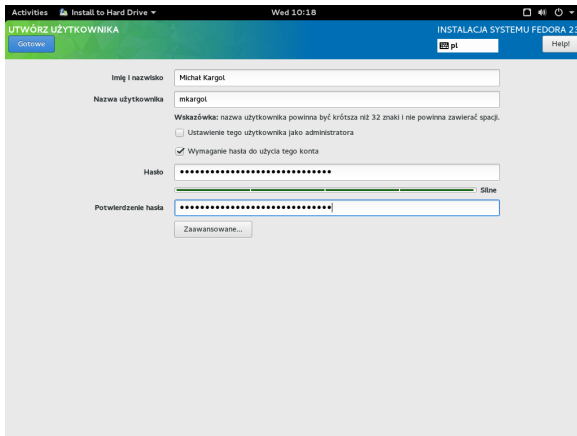 Activities Install to Hard Drive Wed 10:18
UTWÓRZ UŻYTKOWNIKA INSTALACJA SYSTEMU FEDORA 23
Gotowe pl Help!
Imię i nazwisko Michał Kargol
Nazwa użytkownika mkargol
Wskazówka: nazwa użytkownika powinna być krótsza niż 32 znaki i nie powinna zawierać spacji.
Ustawienie tego użytkownika jako administratora
Wymaganie hasła do użycia tego konta
Hasło ••••••••••••••••••••••••••••••
Silne
Potwierdzenie hasła ••••••••••••••••••••••••••••••
Zaawansowane...